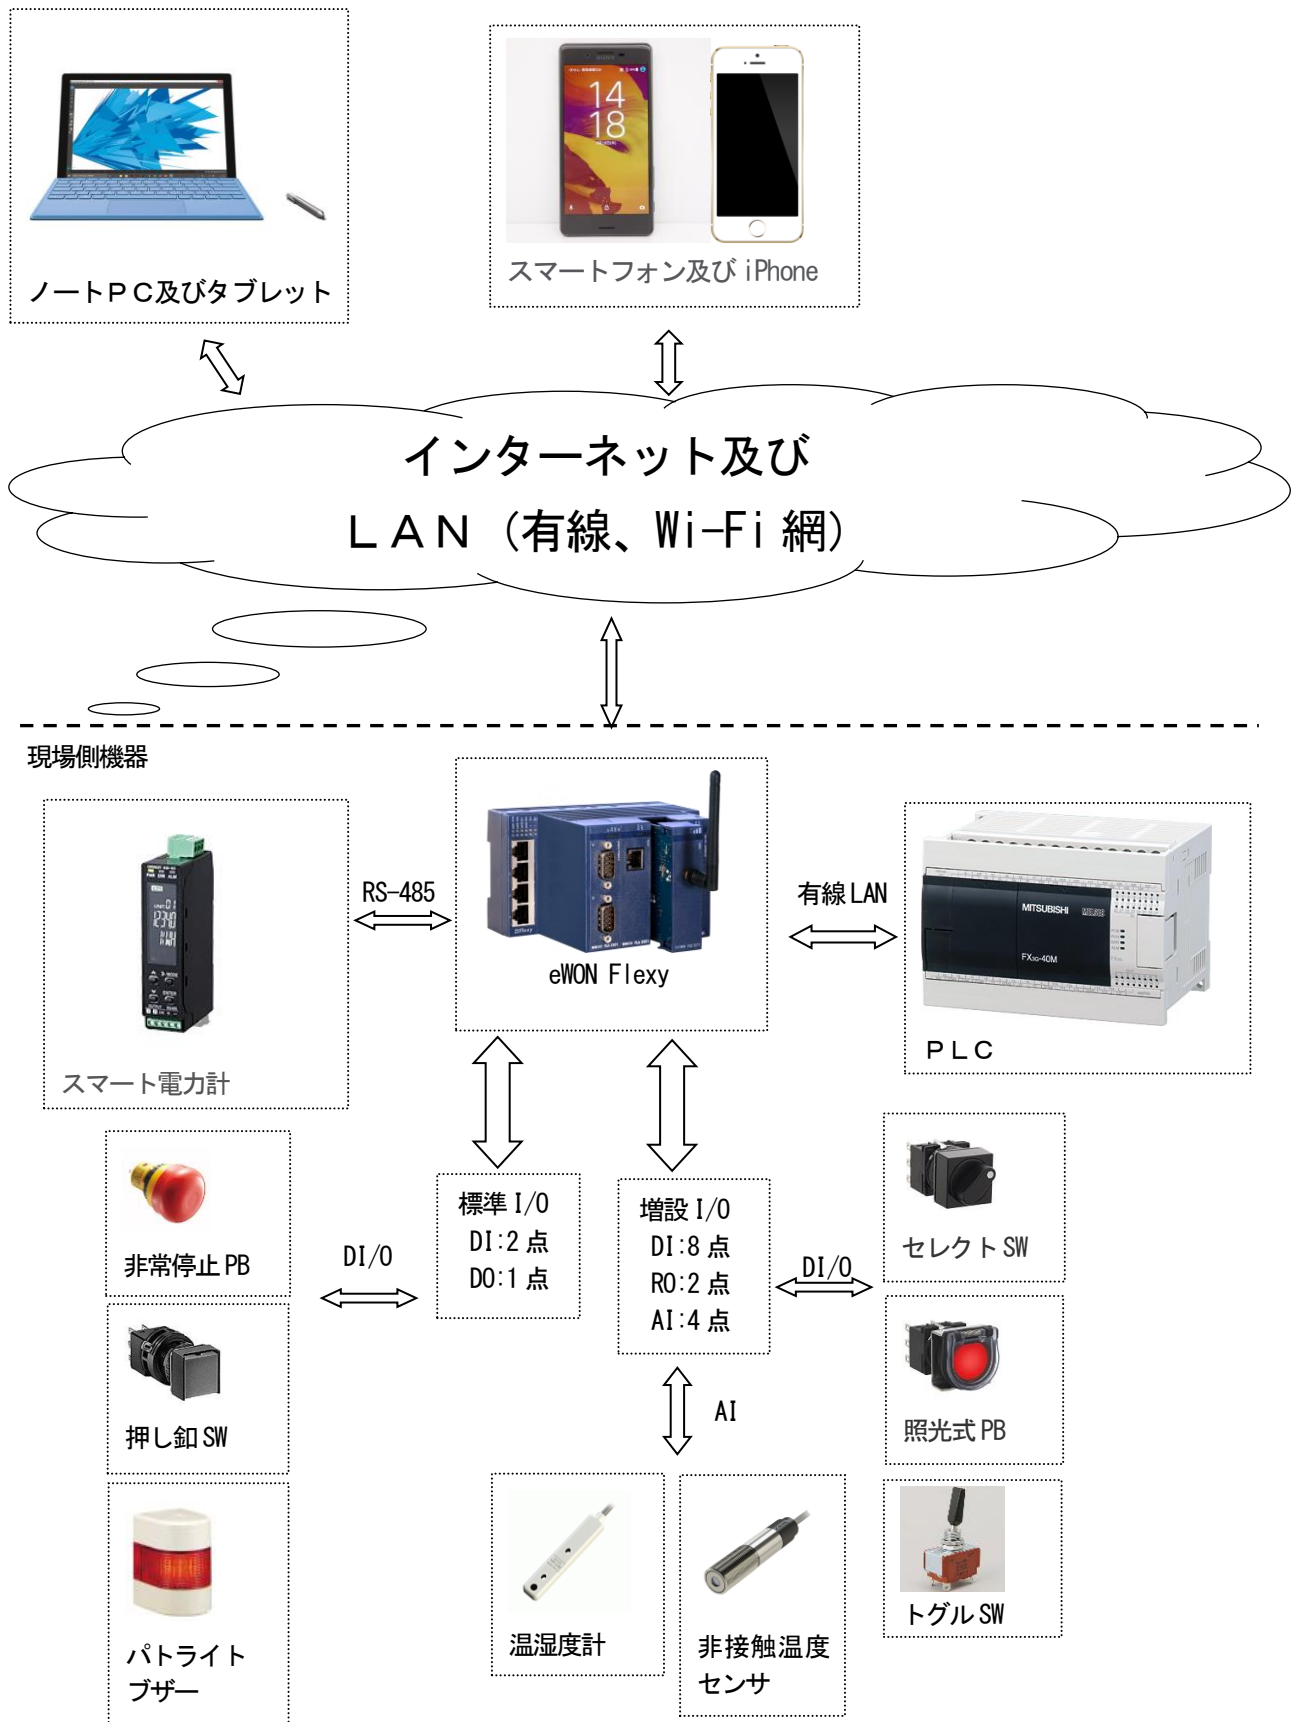 SONY
14
18
ノートＰＣ及びタブレット
スマートフォン及び iPhone
インターネット及び
ＬＡＮ（有線、Wi-Fi 網）
現場側機器
RS-485
有線 LAN
MITSUBISHI
MELSEC
FX3G-40M
eWON Flexy
ＰＬＣ
スマート電力計
標準 I/O
DI:2 点
DO:1 点
増設 I/O
DI:8 点
RO:2 点
AI:4 点
DI/O
DI/O
非常停止 PB
セレクト SW
押し釦 SW
AI
照光式 PB
パトライト
ブザー
温湿度計
非接触温度
センサ
トグル SW